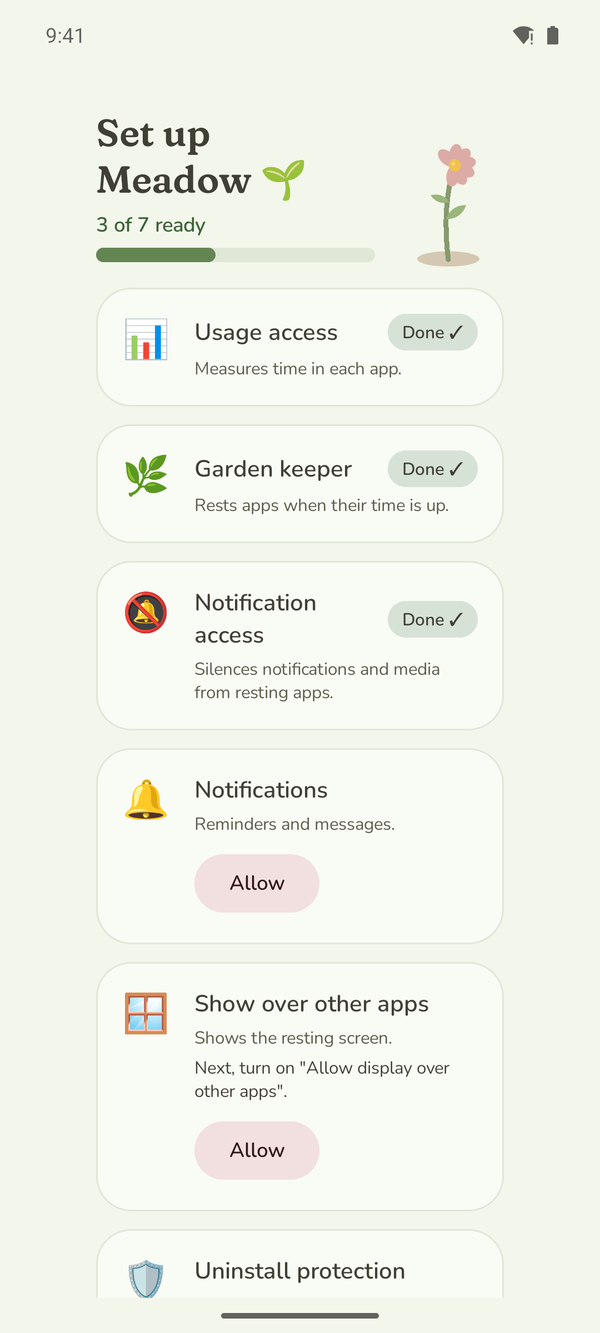 9:41
Set up
Meadow 🌱
3 of 7 ready
Usage access
Done ✓
Measures time in each app.
Garden keeper
Done ✓
Rests apps when their time is up.
Notification
access
Done ✓
Silences notifications and media
from resting apps.
Notifications
Reminders and messages.
Allow
Show over other apps
Shows the resting screen.
Next, turn on "Allow display over
other apps".
Allow
Uninstall protection